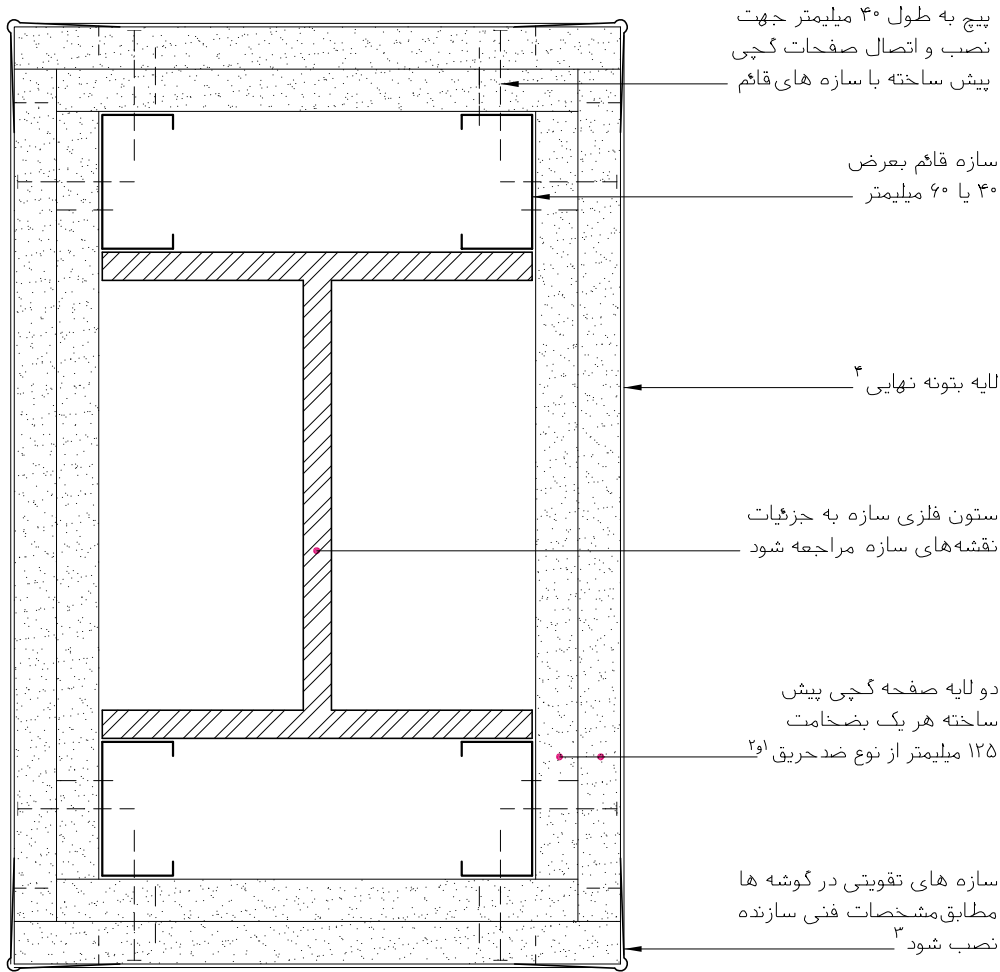 پیچ به طول ۴۰ میلیمتر جهت
نصب و اتصال صفحات گچی
پیش ساخته با سازه های قائم
سازه قائم بعرض
۴۰ یا ۶۰ میلیمتر
لایه بتونه نهایی ۴
ستون فلزی سازه به جزئیات
نقشه‌های سازه مراجعه شود
دو لایه صفحه گچی پیش
ساخته هر یک بضخامت
۱۲۵ میلیمتر از نوع ضدحریق ۱و۲
سازه های تقویتی در گوشه ها
مطابق مشخصات فنی سازنده
نصب شود ۳